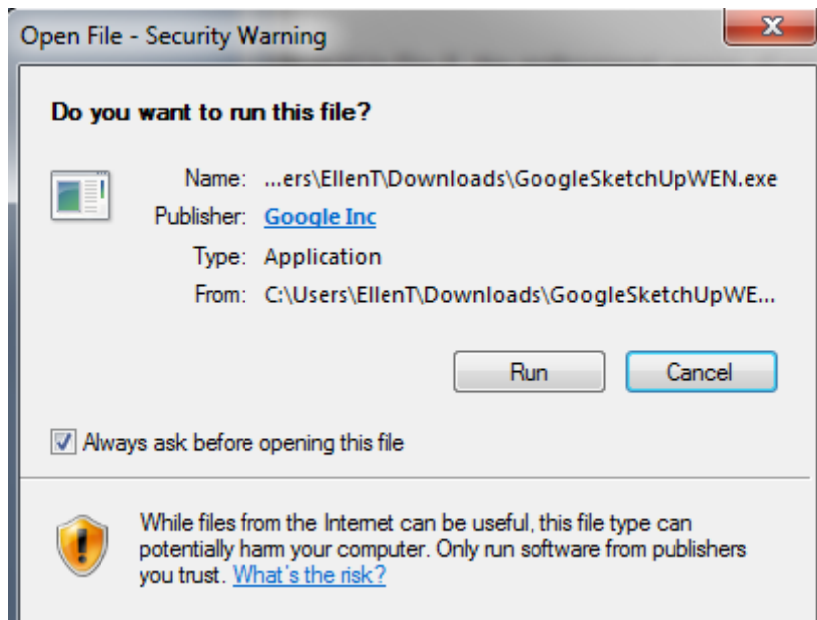 Open File - Security Warning
Do you want to run this file?
Name: ...ers\EllenT\Downloads\GoogleSketchUpWEN.exe
Publisher: Google Inc
Type: Application
From: C:\Users\EllenT\Downloads\GoogleSketchUpWE...
Run Cancel
Always ask before opening this file
While files from the Internet can be useful, this file type can
potentially harm your computer. Only run software from publishers
you trust. What's the risk?